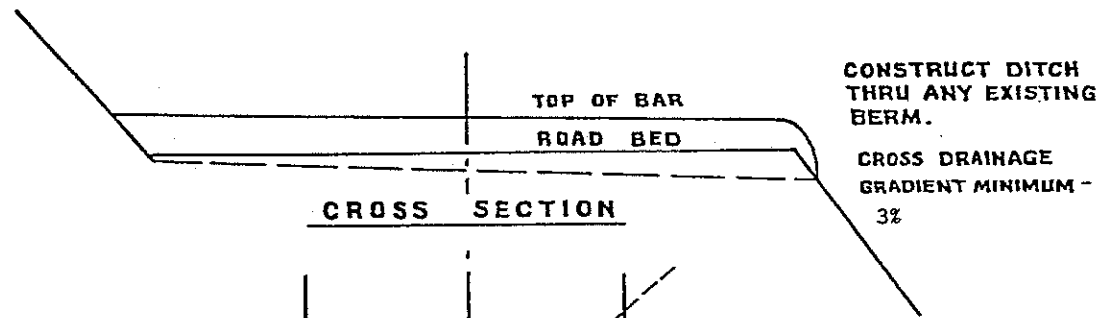 TOP OF BAR
ROAD BED
CROSS SECTION
CONSTRUCT DITCH
THRU ANY EXISTING
BERM.
CROSS DRAINAGE
GRADIENT MINIMUM -
3%